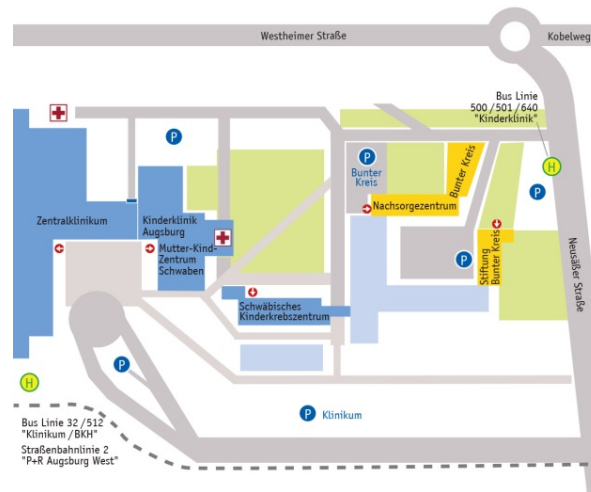 Westheimer Straße
Kobelweg
Bus Linie
500/501/640
"Kinderklinik"
H
P
P
Bunter
Kreis
Bunter Kreis
P
Nachsorgezentrum
Zentralklinikum
Kinderklinik
Augsburg
Mutter-Kind-
Zentrum
Schwaben
Stiftung
Bunter Kreis
P
Neusäßer Straße
Schwäbisches
Kinderkrebszentrum
P
H
P Klinikum
Bus Linie 32/512
"Klinikum/BKH"
Straßenbahnlinie 2
"P+R Augsburg West"